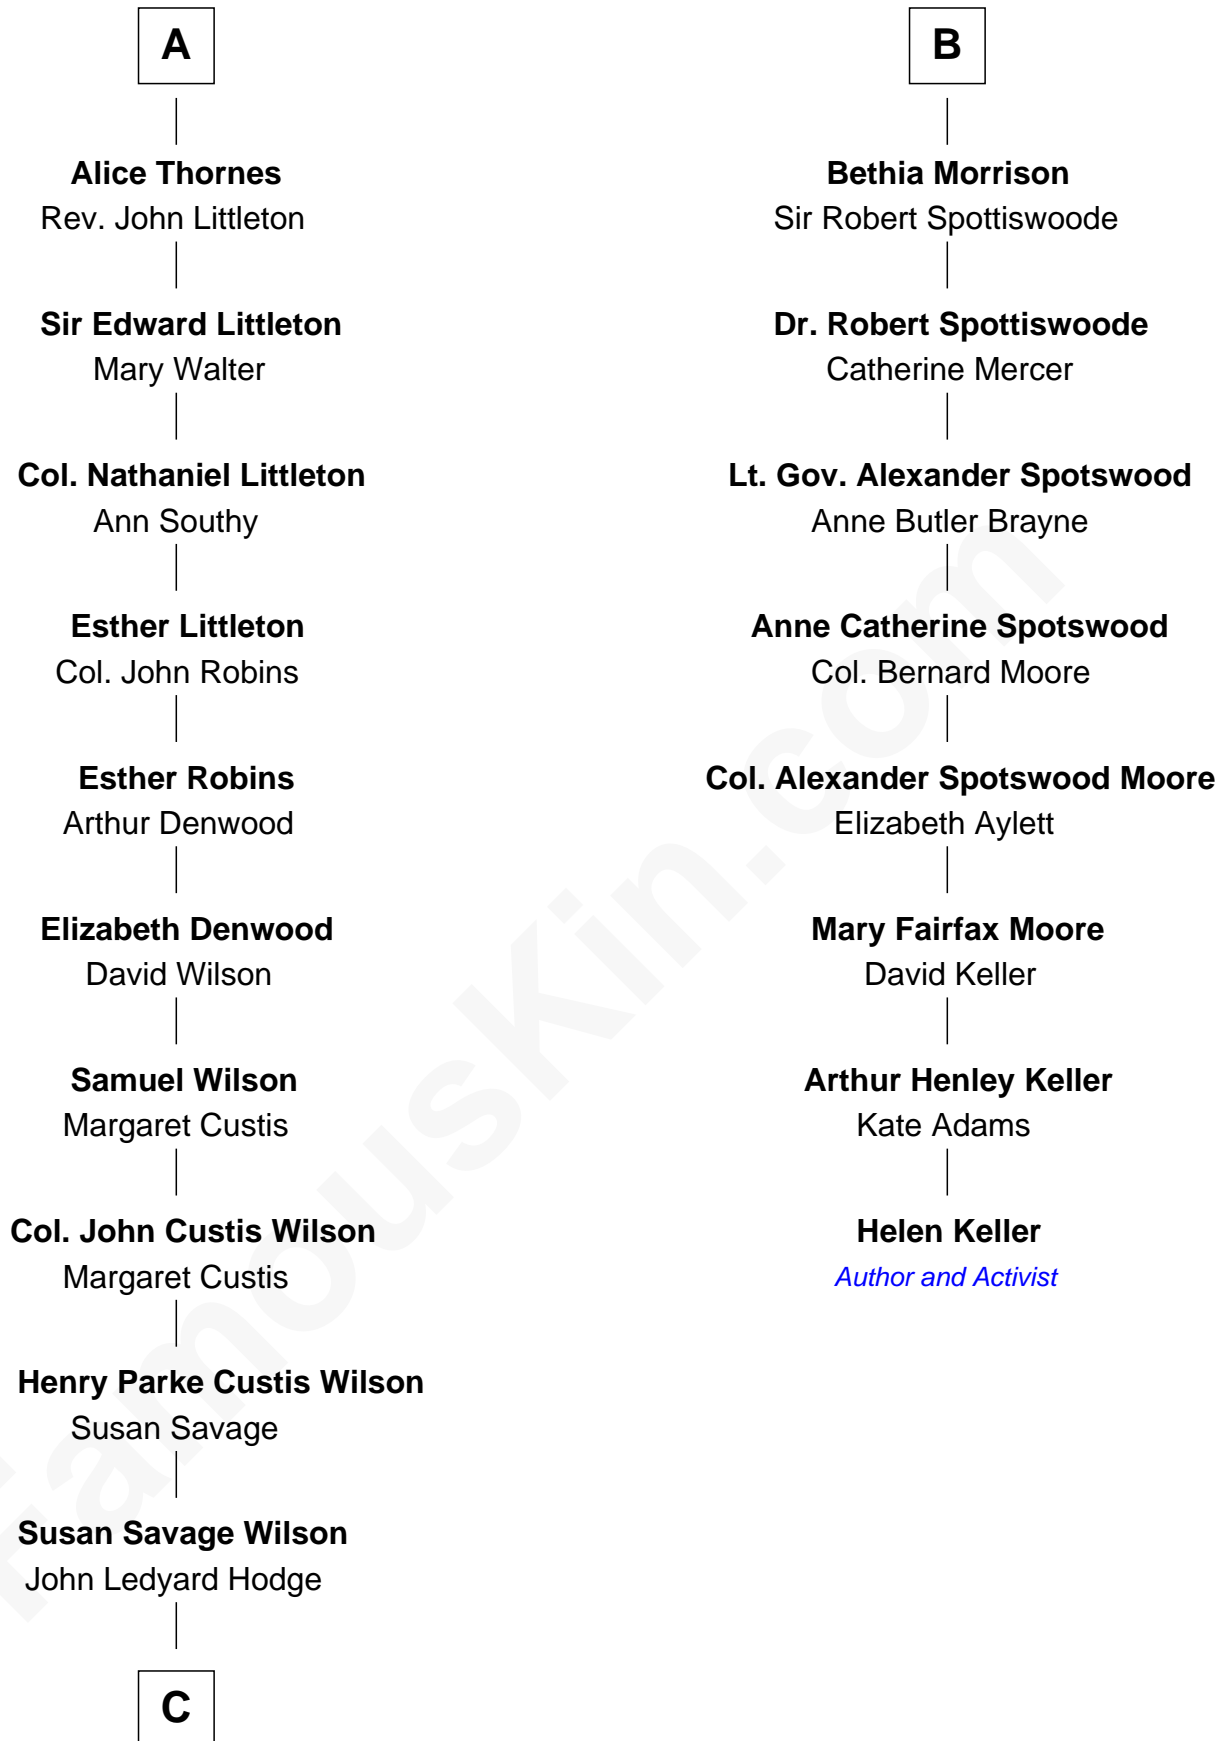 A
Alice Thornes
Rev. John Littleton
Sir Edward Littleton
Mary Walter
Col. Nathaniel Littleton
Ann Southy
Esther Littleton
Col. John Robins
Esther Robins
Arthur Denwood
Elizabeth Denwood
David Wilson
Samuel Wilson
Margaret Custis
Col. John Custis Wilson
Margaret Custis
Henry Parke Custis Wilson
Susan Savage
Susan Savage Wilson
John Ledyard Hodge
C
B
Bethia Morrison
Sir Robert Spottiswoode
Dr. Robert Spottiswoode
Catherine Mercer
Lt. Gov. Alexander Spotswood
Anne Butler Brayne
Anne Catherine Spotswood
Col. Bernard Moore
Col. Alexander Spotswood Moore
Elizabeth Aylett
Mary Fairfax Moore
David Keller
Arthur Henley Keller
Kate Adams
Helen Keller
Author and Activist
FamousKin.com